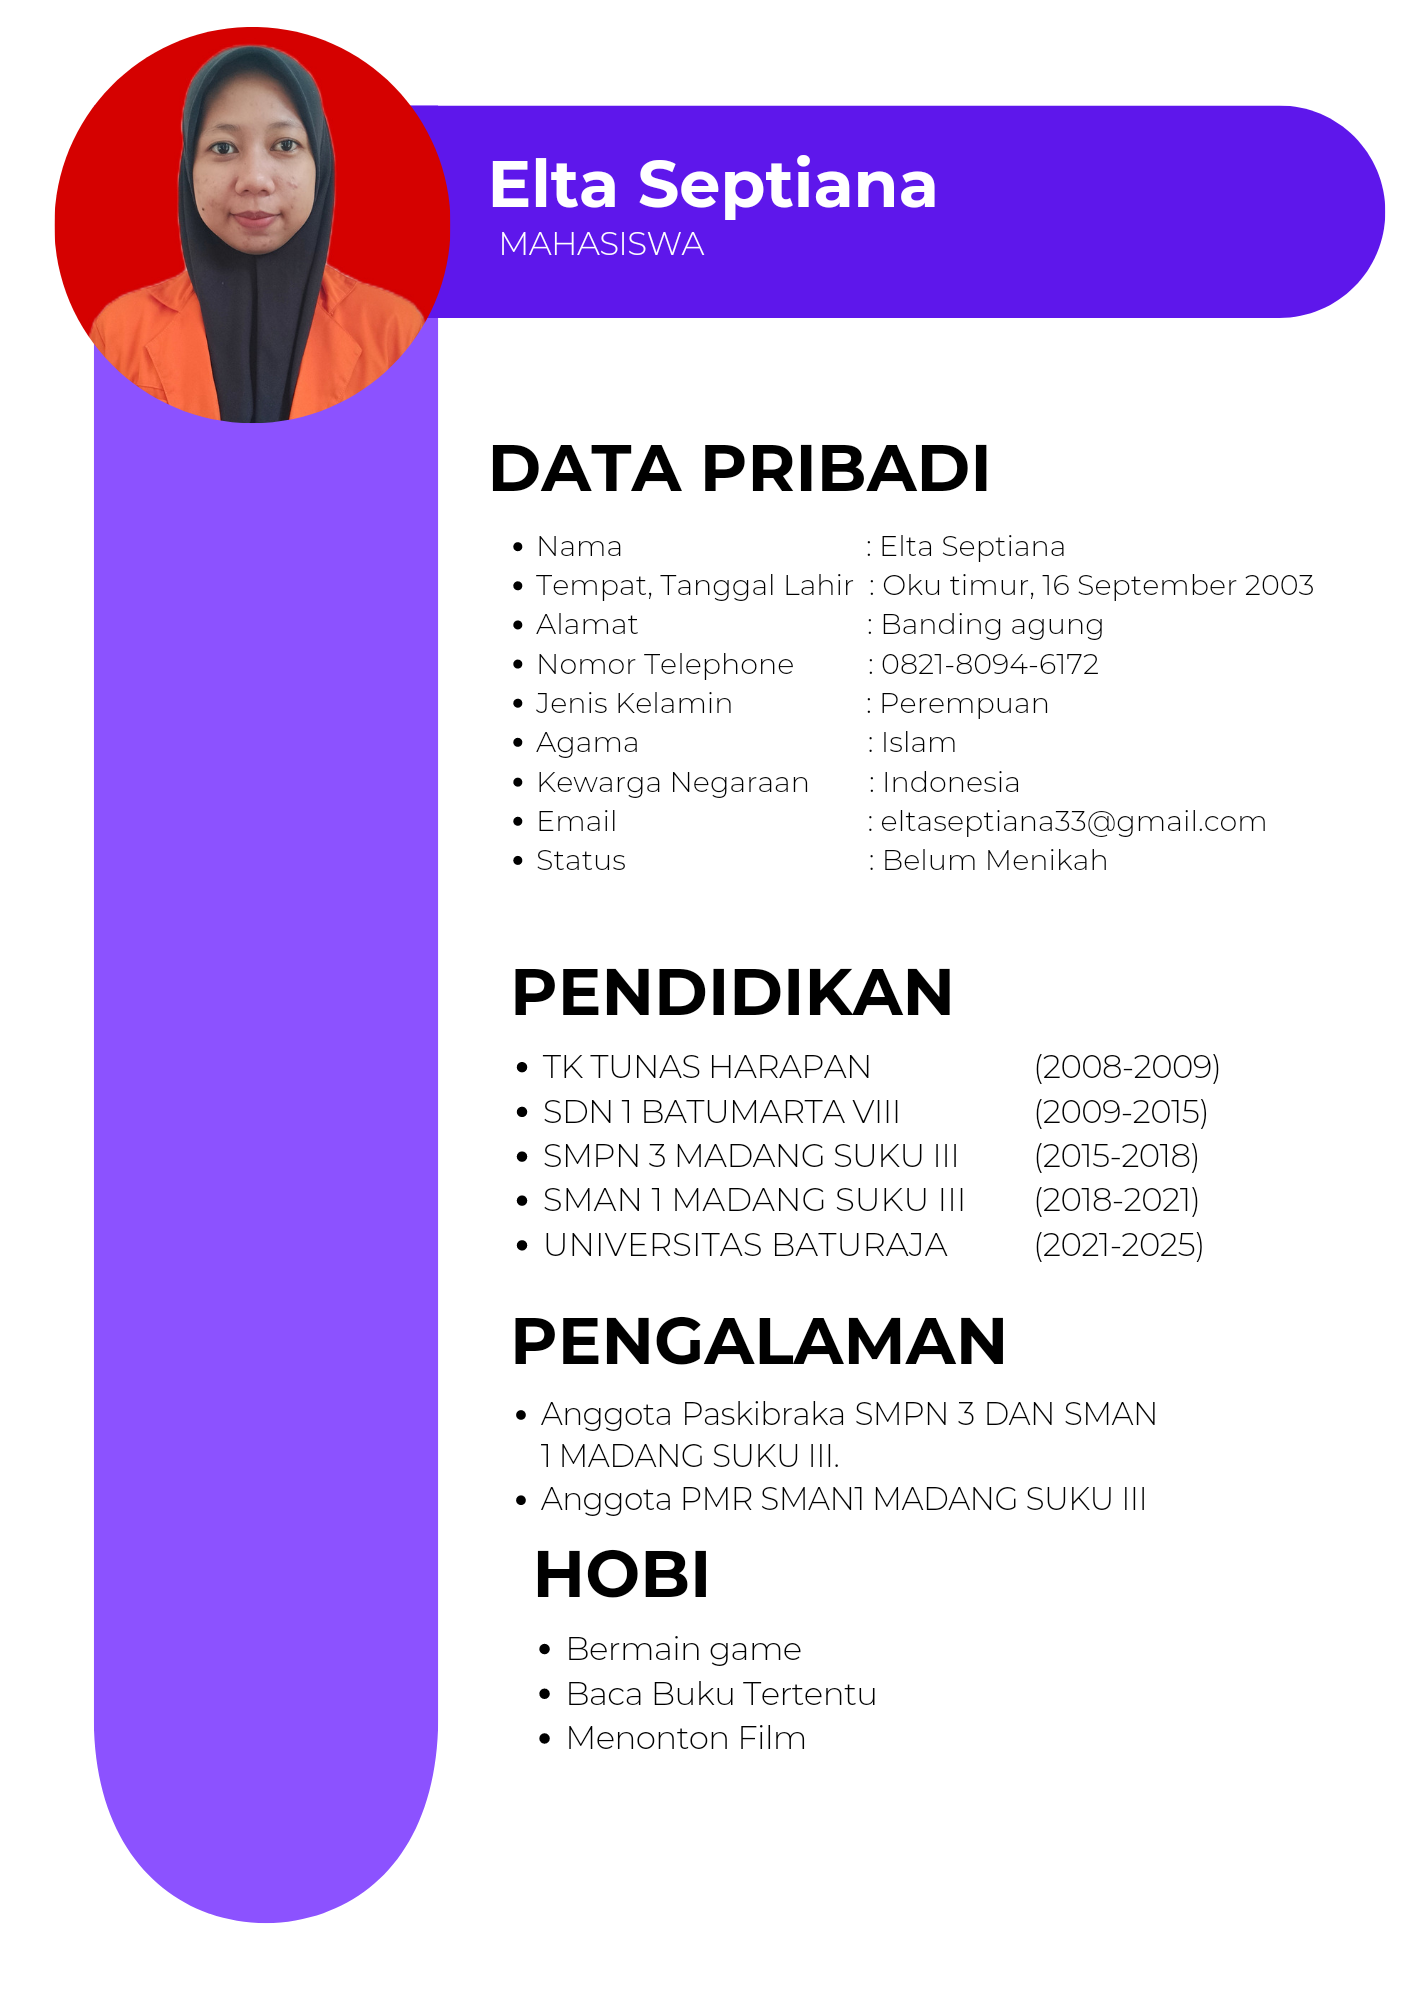 Elta Septiana
MAHASISWA
DATA PRIBADI
• Nama : Elta Septiana
• Tempat, Tanggal Lahir : Oku timur, 16 September 2003
• Alamat : Banding agung
• Nomor Telephone : 0821-8094-6172
• Jenis Kelamin : Perempuan
• Agama : Islam
• Kewarga Negaraan : Indonesia
• Email : eltaseptiana33@gmail.com
• Status : Belum Menikah
PENDIDIKAN
• TK TUNAS HARAPAN (2008-2009)
• SDN 1 BATUMARTA VIII (2009-2015)
• SMPN 3 MADANG SUKU III (2015-2018)
• SMAN 1 MADANG SUKU III (2018-2021)
• UNIVERSITAS BATURAJA (2021-2025)
PENGALAMAN
• Anggota Paskibraka SMPN 3 DAN SMAN
1 MADANG SUKU III.
• Anggota PMR SMAN1 MADANG SUKU III
HOBI
• Bermain game
• Baca Buku Tertentu
• Menonton Film